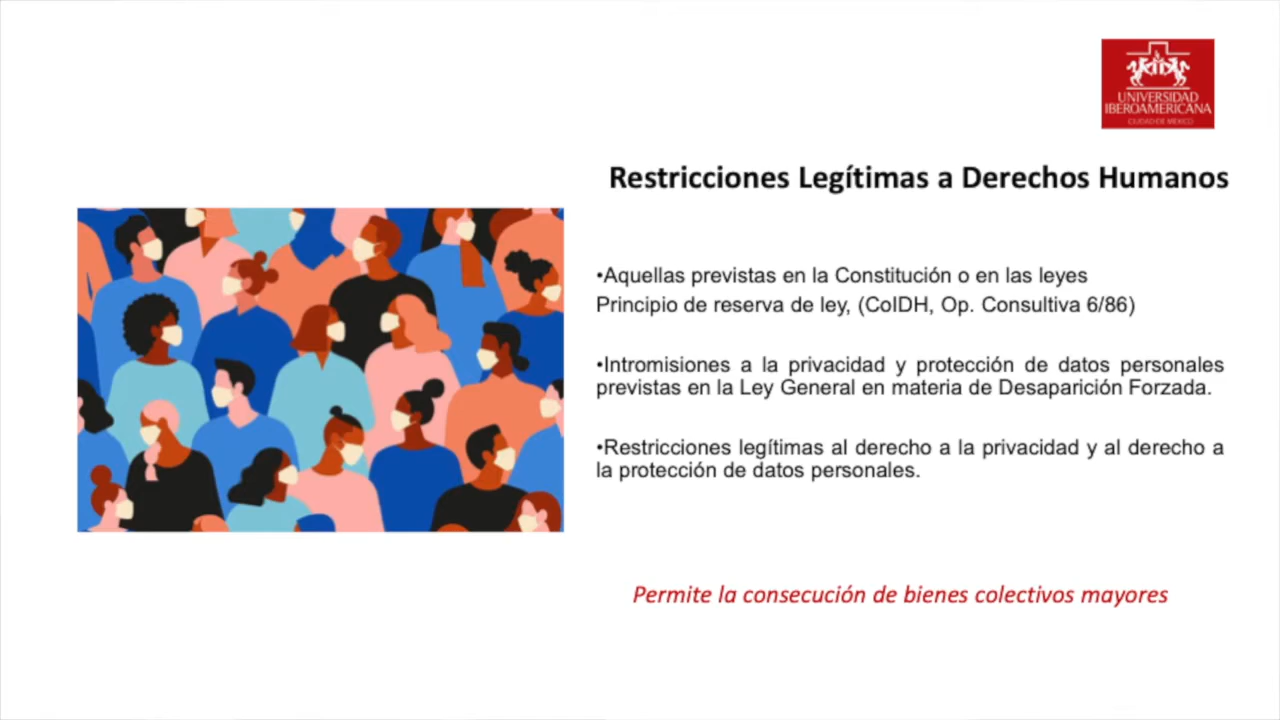 UNIVERSIDAD
IBEROAMERICANA
CIUDAD DE MÉXICO
Restricciones Legítimas a Derechos Humanos
•Aquellas previstas en la Constitución o en las leyes
Principio de reserva de ley, (CoIDH, Op. Consultiva 6/86)
•Intromisiones a la privacidad y protección de datos personales
previstas en la Ley General en materia de Desaparición Forzada.
•Restricciones legítimas al derecho a la privacidad y al derecho a
la protección de datos personales.
Permite la consecución de bienes colectivos mayores